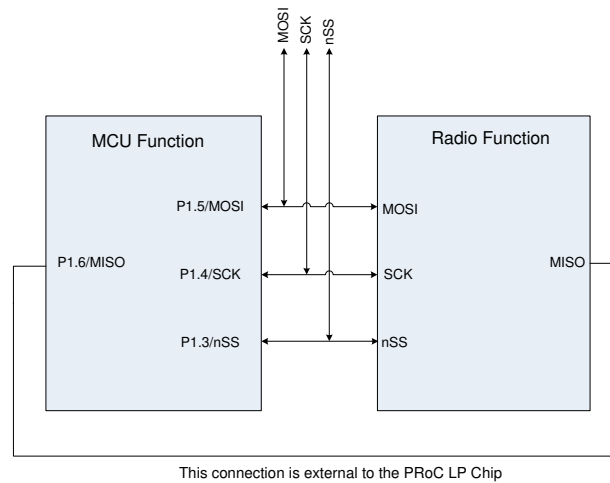 MOSI
SCK
nSS
MCU Function
Radio Function
P1.5/MOSI
MOSI
P1.6/MISO
P1.4/SCK
SCK
MISO
P1.3/nSS
nSS
This connection is external to the PRoC LP Chip